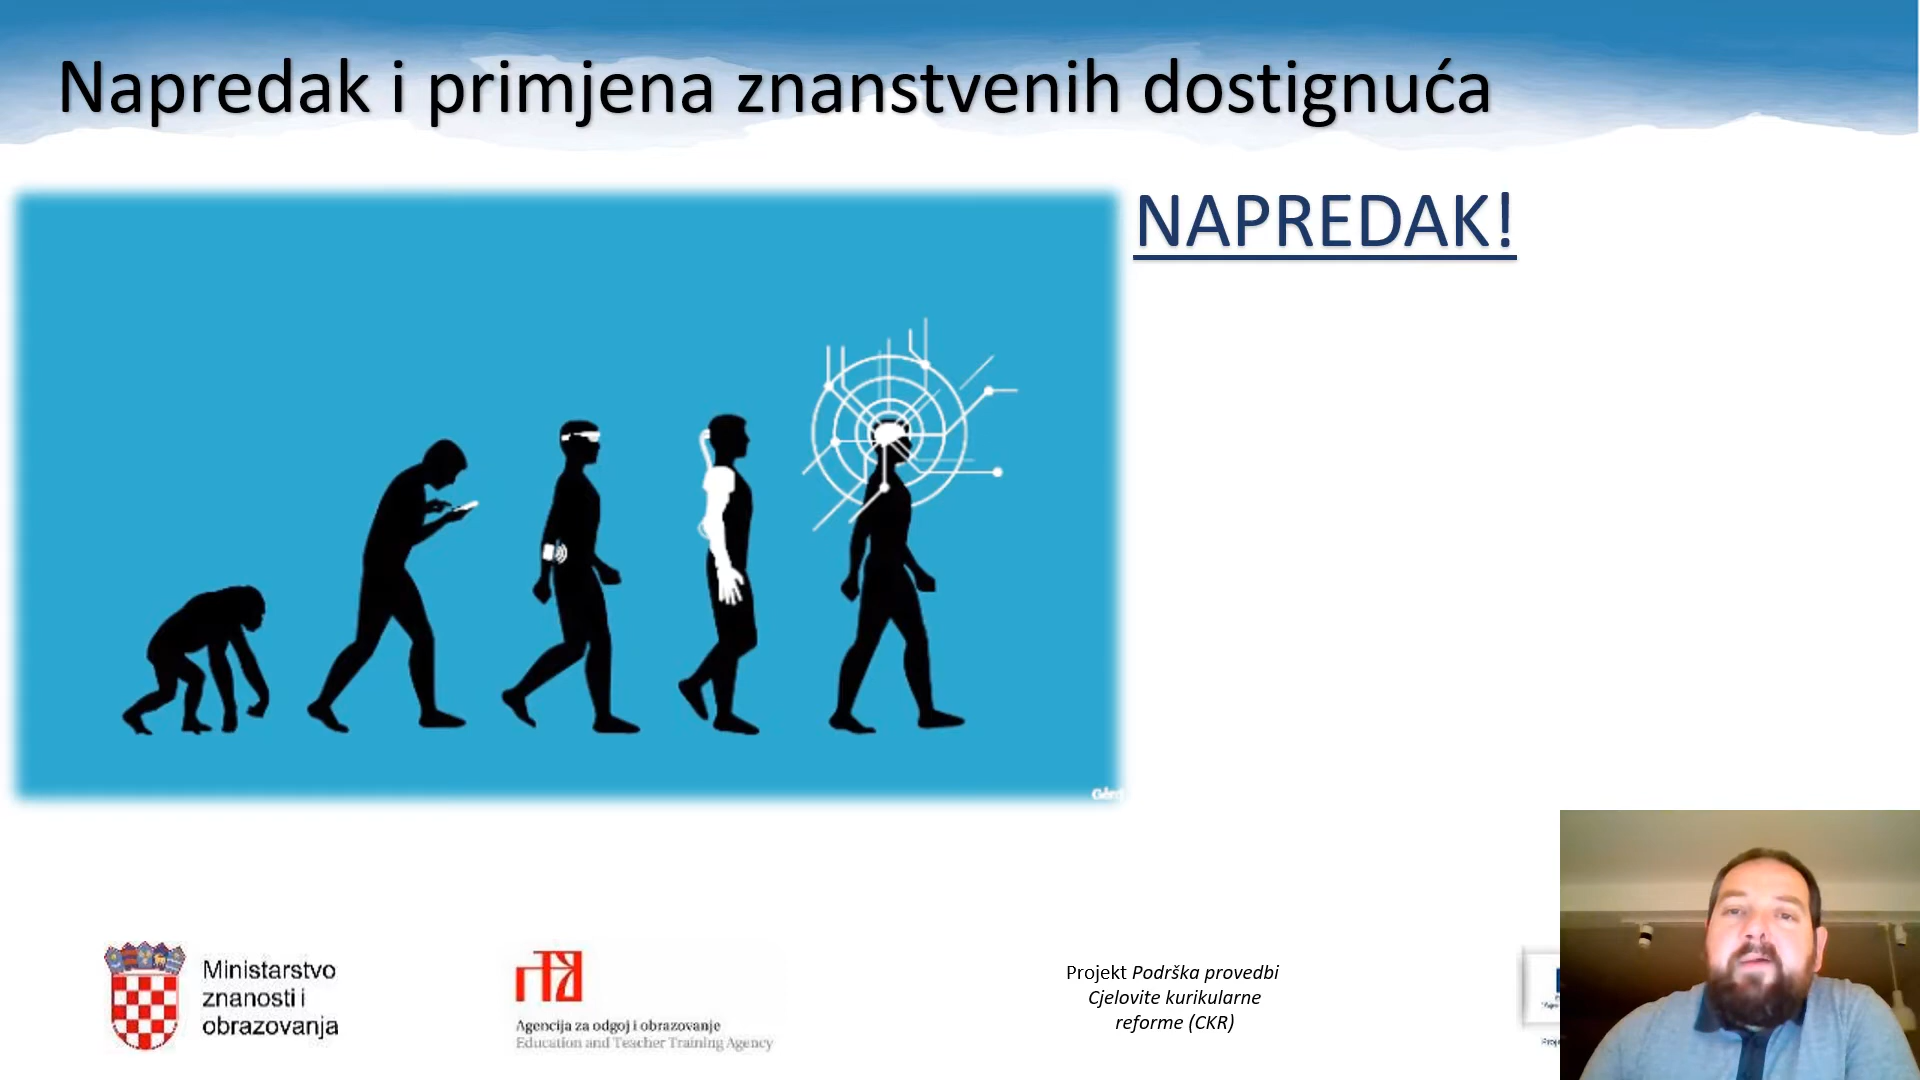 Napredak i primjena znanstvenih dostignuća
NAPREDAK!
Ministarstvo
znanosti i
obrazovanja
Agencija za odgoj i obrazovanje
Education and Teacher Training Agency
Projekt Podrška provedbi
Cjelovite kurikularne
reforme (CKR)